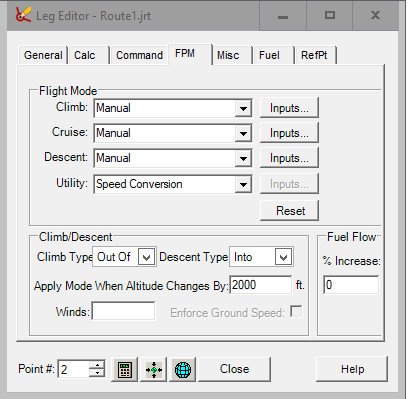 Leg Editor - Route1.jrt
General Calc Command FPM Misc Fuel RefPt
Flight Mode
Climb: Manual Inputs...
Cruise: Manual Inputs...
Descent: Manual Inputs...
Utility: Speed Conversion Inputs...
Reset
Climb/Descent Fuel Flow
Climb Type Out Of Descent Type Into % Increase:
Apply Mode When Altitude Changes By: 2000 ft. 0
Winds: Enforce Ground Speed:
Point #: 2 Close Help